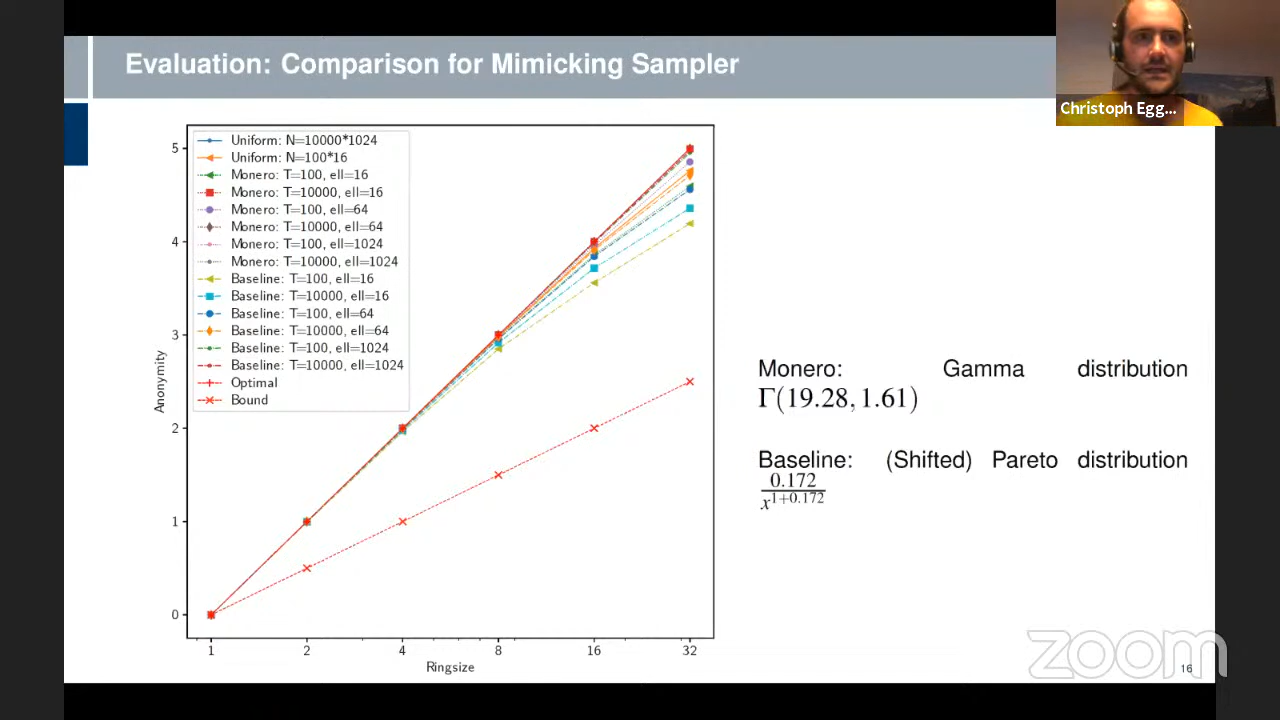 Evaluation: Comparison for Mimicking Sampler
Christoph Egg...
Uniform: N=10000*1024
Uniform: N=100*16
Monero: T=100, ell=16
Monero: T=10000, ell=16
Monero: T=100, ell=64
Monero: T=10000, ell=64
Monero: T=100, ell=1024
Monero: T=10000, ell=1024
Baseline: T=100, ell=16
Baseline: T=10000, ell=16
Baseline: T=100, ell=64
Baseline: T=10000, ell=64
Baseline: T=100, ell=1024
Baseline: T=10000, ell=1024
Optimal
Bound
5
4
3
2
1
0
Anonymity
1 2 4 8 16 32
Ringsize
Monero: Gamma distribution
Γ(19.28, 1.61)
Baseline: (Shifted) Pareto distribution
0.172
x^{1+0.172}
zoom
16